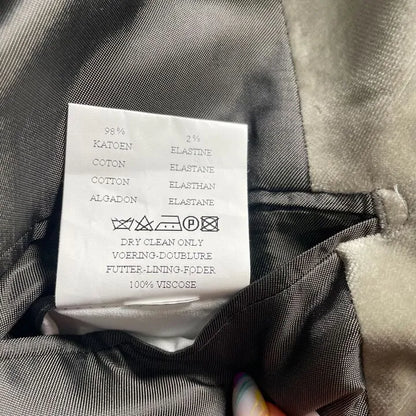 98% 2%
KATOEN ELASTINE
COTON ELASTANE
COTTON ELASTHAN
ALGADON ELASTANE
P
DRY CLEAN ONLY
VOERING-DOUBLURE
FUTTER-LINING-FODER
100% VISCOSE